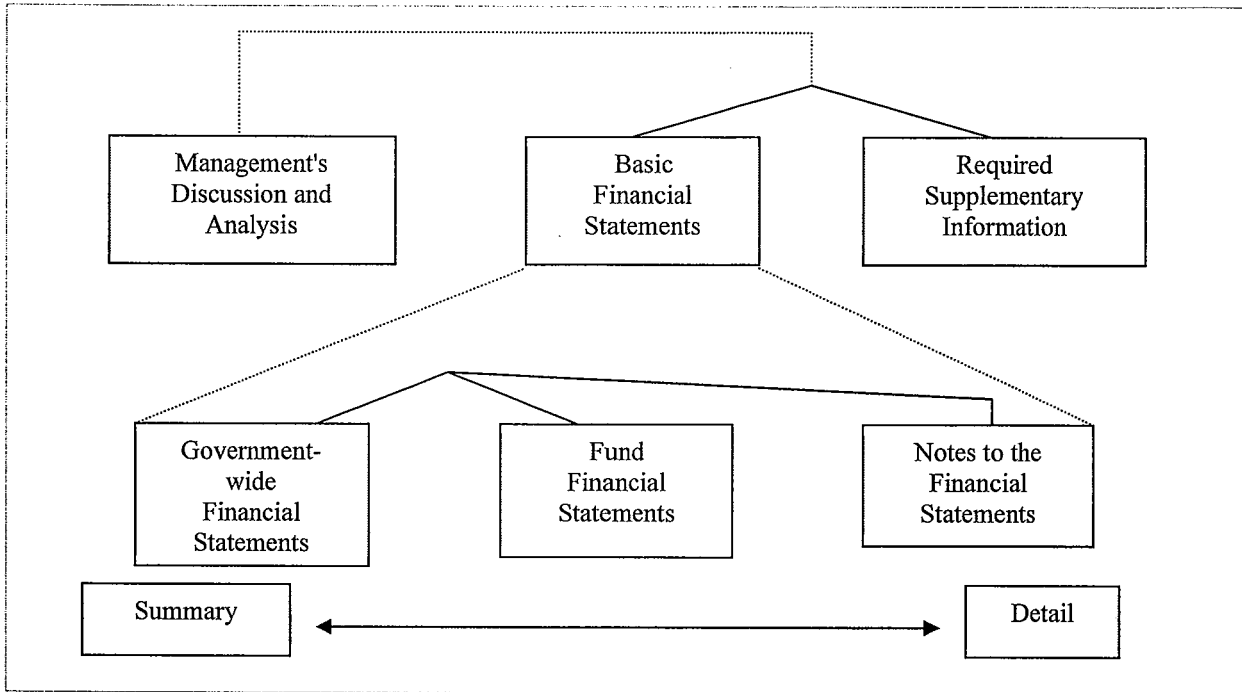 Management's
Discussion and
Analysis
Basic
Financial
Statements
Required
Supplementary
Information
Government-
wide
Financial
Statements
Fund
Financial
Statements
Notes to the
Financial
Statements
Summary
Detail